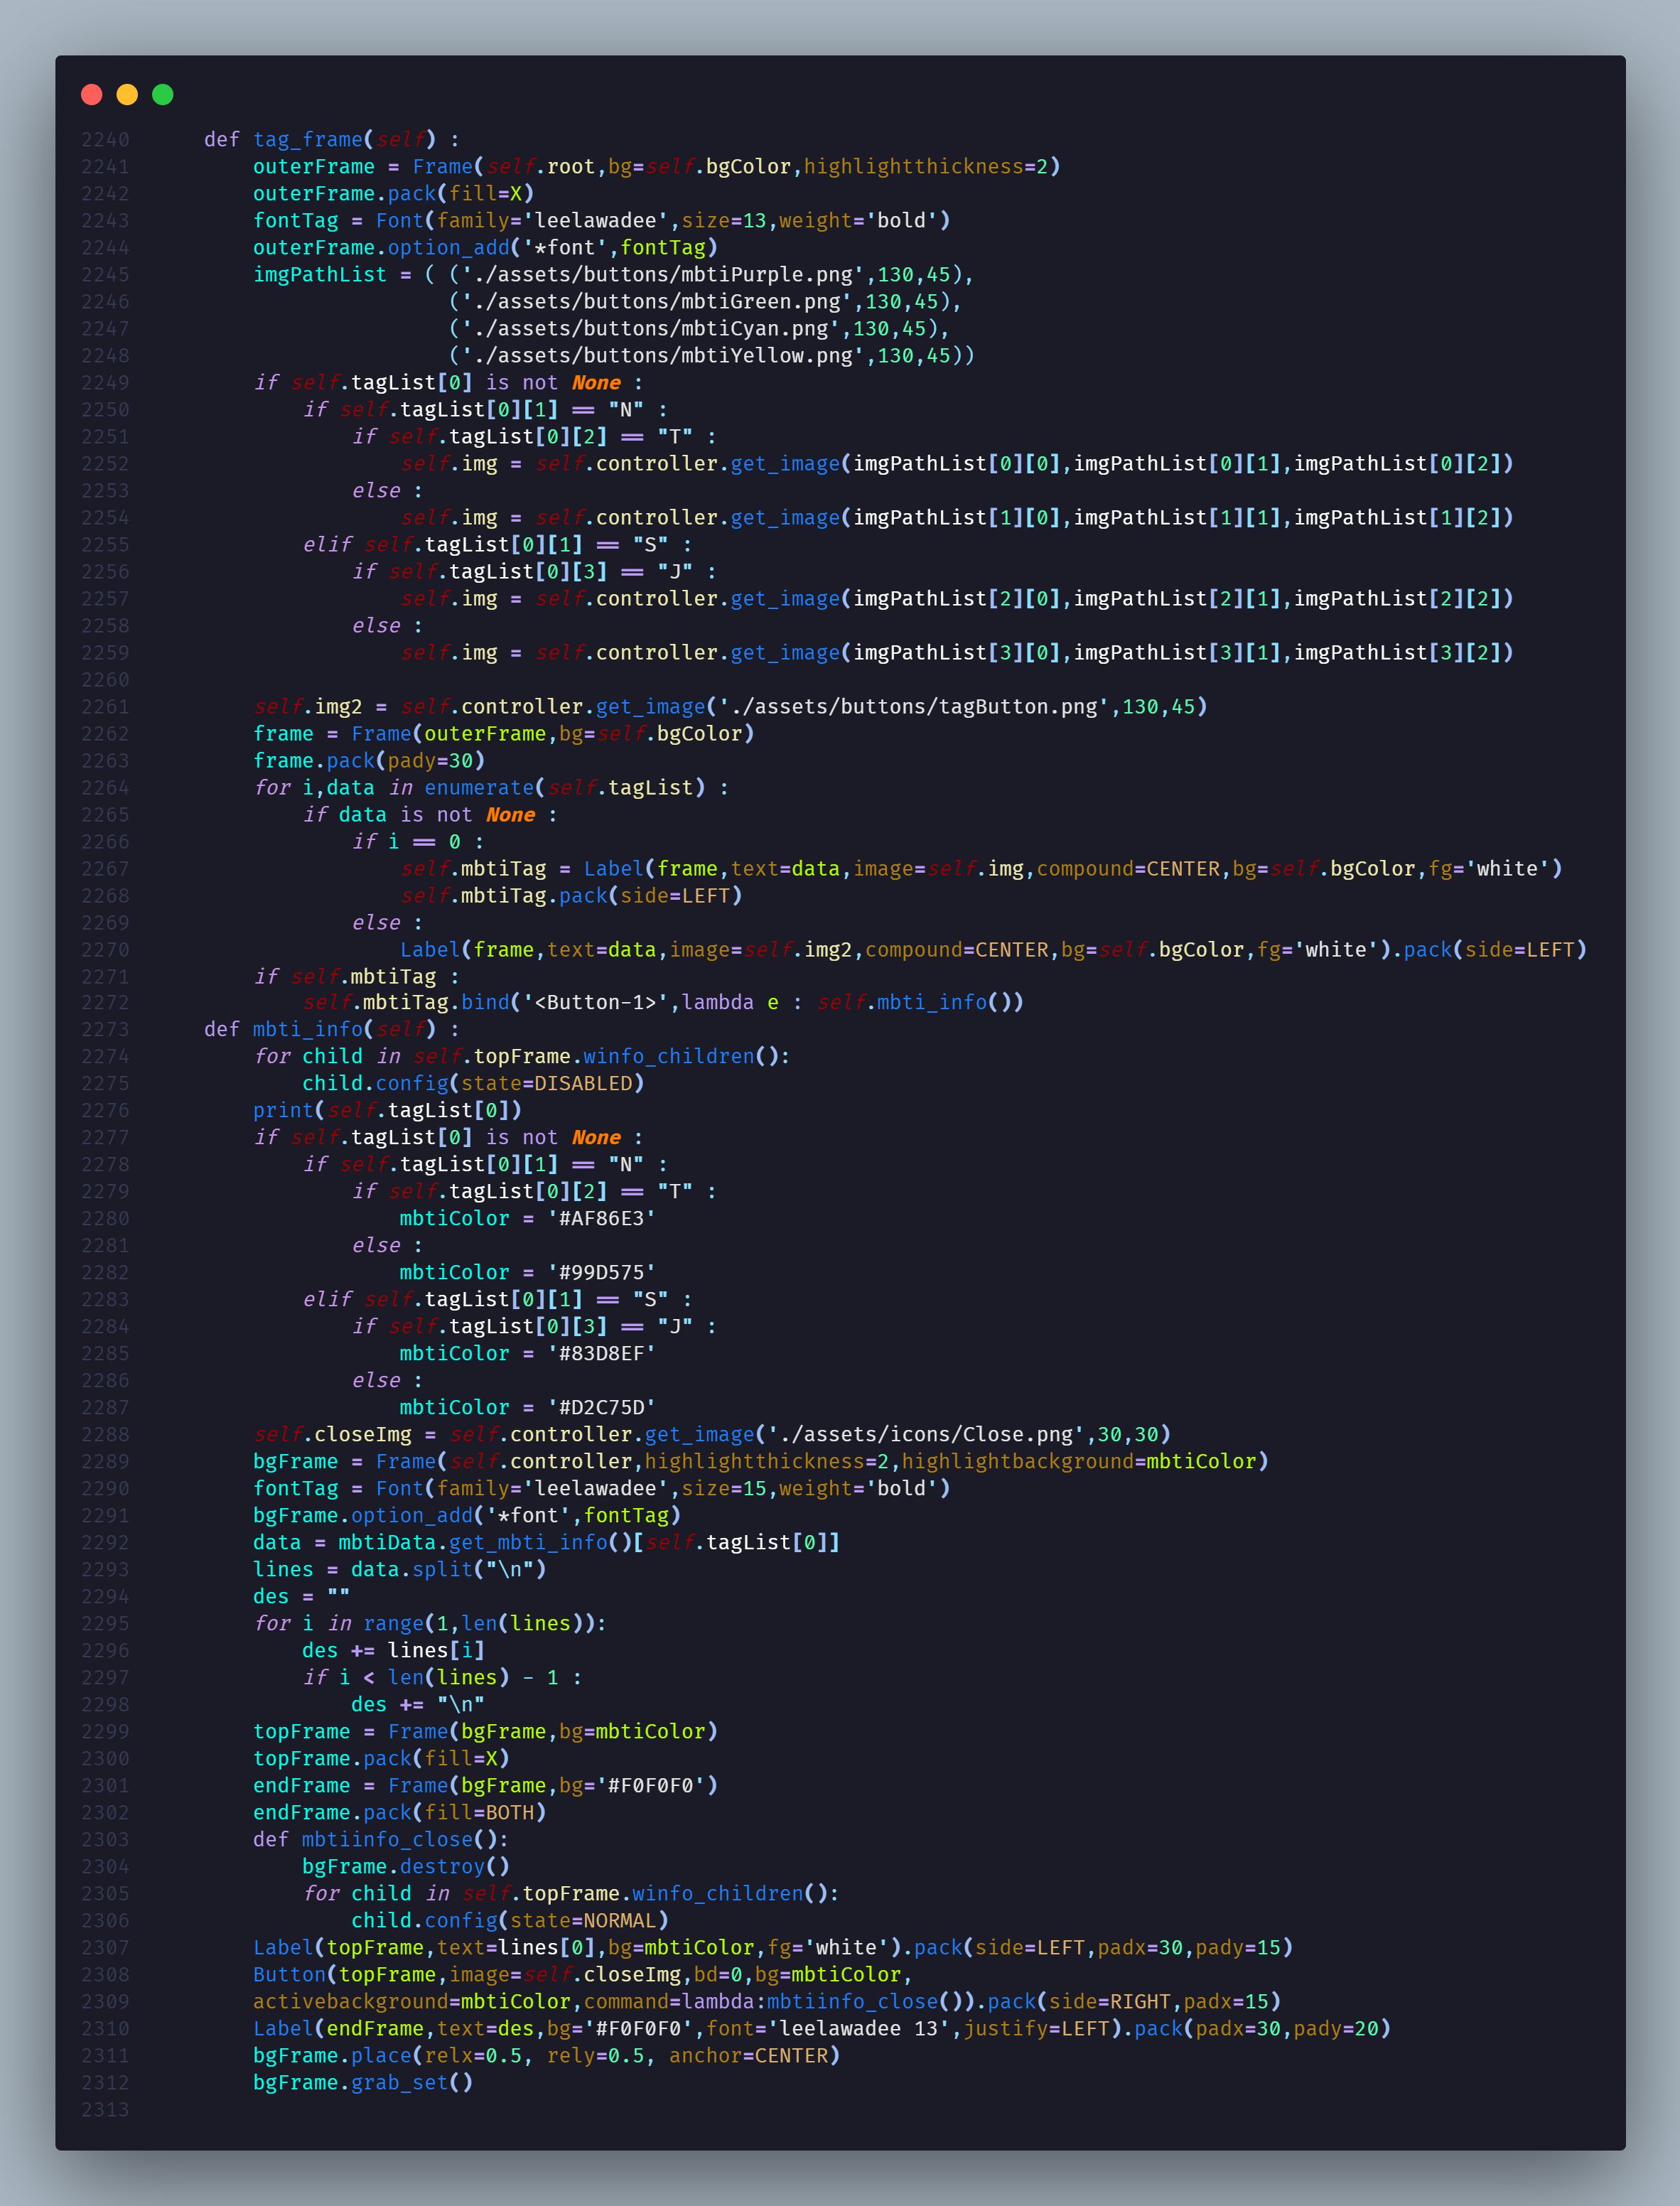 2240      def tag_frame(self) :
2241          outerFrame = Frame(self.root,bg=self.bgColor,highlightthickness=2)
2242          outerFrame.pack(fill=X)
2243          fontTag = Font(family='leelawadee',size=13,weight='bold')
2244          outerFrame.option_add('*font',fontTag)
2245          imgPathList = ( ('./assets/buttons/mbtiPurple.png',130,45),
2246                          ('./assets/buttons/mbtiGreen.png',130,45),
2247                          ('./assets/buttons/mbtiCyan.png',130,45),
2248                          ('./assets/buttons/mbtiYellow.png',130,45))
2249          if self.tagList[0] is not None :
2250              if self.tagList[0][1] == "N" :
2251                  if self.tagList[0][2] == "T" :
2252                      self.img = self.controller.get_image(imgPathList[0][0],imgPathList[0][1],imgPathList[0][2])
2253                  else :
2254                      self.img = self.controller.get_image(imgPathList[1][0],imgPathList[1][1],imgPathList[1][2])
2255              elif self.tagList[0][1] == "S" :
2256                  if self.tagList[0][3] == "J" :
2257                      self.img = self.controller.get_image(imgPathList[2][0],imgPathList[2][1],imgPathList[2][2])
2258                  else :
2259                      self.img = self.controller.get_image(imgPathList[3][0],imgPathList[3][1],imgPathList[3][2])
2260
2261          self.img2 = self.controller.get_image('./assets/buttons/tagButton.png',130,45)
2262          frame = Frame(outerFrame,bg=self.bgColor)
2263          frame.pack(pady=30)
2264          for i,data in enumerate(self.tagList) :
2265              if data is not None :
2266                  if i == 0 :
2267                      self.mbtiTag = Label(frame,text=data,image=self.img,compound=CENTER,bg=self.bgColor,fg='white')
2268                      self.mbtiTag.pack(side=LEFT)
2269                  else :
2270                      Label(frame,text=data,image=self.img2,compound=CENTER,bg=self.bgColor,fg='white').pack(side=LEFT)
2271          if self.mbtiTag :
2272              self.mbtiTag.bind('<Button-1>',lambda e : self.mbti_info())
2273      def mbti_info(self) :
2274          for child in self.topFrame.winfo_children():
2275              child.config(state=DISABLED)
2276          print(self.tagList[0])
2277          if self.tagList[0] is not None :
2278              if self.tagList[0][1] == "N" :
2279                  if self.tagList[0][2] == "T" :
2280                      mbtiColor = '#AF86E3'
2281                  else :
2282                      mbtiColor = '#99D575'
2283              elif self.tagList[0][1] == "S" :
2284                  if self.tagList[0][3] == "J" :
2285                      mbtiColor = '#83D8EF'
2286                  else :
2287                      mbtiColor = '#D2C75D'
2288          self.closeImg = self.controller.get_image('./assets/icons/Close.png',30,30)
2289          bgFrame = Frame(self.controller,highlightthickness=2,highlightbackground=mbtiColor)
2290          fontTag = Font(family='leelawadee',size=15,weight='bold')
2291          bgFrame.option_add('*font',fontTag)
2292          data = mbtiData.get_mbti_info()[self.tagList[0]]
2293          lines = data.split("\n")
2294          des = ""
2295          for i in range(1,len(lines)):
2296              des += lines[i]
2297              if i < len(lines) - 1 :
2298                  des += "\n"
2299          topFrame = Frame(bgFrame,bg=mbtiColor)
2300          topFrame.pack(fill=X)
2301          endFrame = Frame(bgFrame,bg='#F0F0F0')
2302          endFrame.pack(fill=BOTH)
2303          def mbtiinfo_close():
2304              bgFrame.destroy()
2305              for child in self.topFrame.winfo_children():
2306                  child.config(state=NORMAL)
2307          Label(topFrame,text=lines[0],bg=mbtiColor,fg='white').pack(side=LEFT,padx=30,pady=15)
2308          Button(topFrame,image=self.closeImg,bd=0,bg=mbtiColor,
2309          activebackground=mbtiColor,command=lambda:mbtiinfo_close()).pack(side=RIGHT,padx=15)
2310          Label(endFrame,text=des,bg='#F0F0F0',font='leelawadee 13',justify=LEFT).pack(padx=30,pady=20)
2311          bgFrame.place(relx=0.5, rely=0.5, anchor=CENTER)
2312          bgFrame.grab_set()
2313